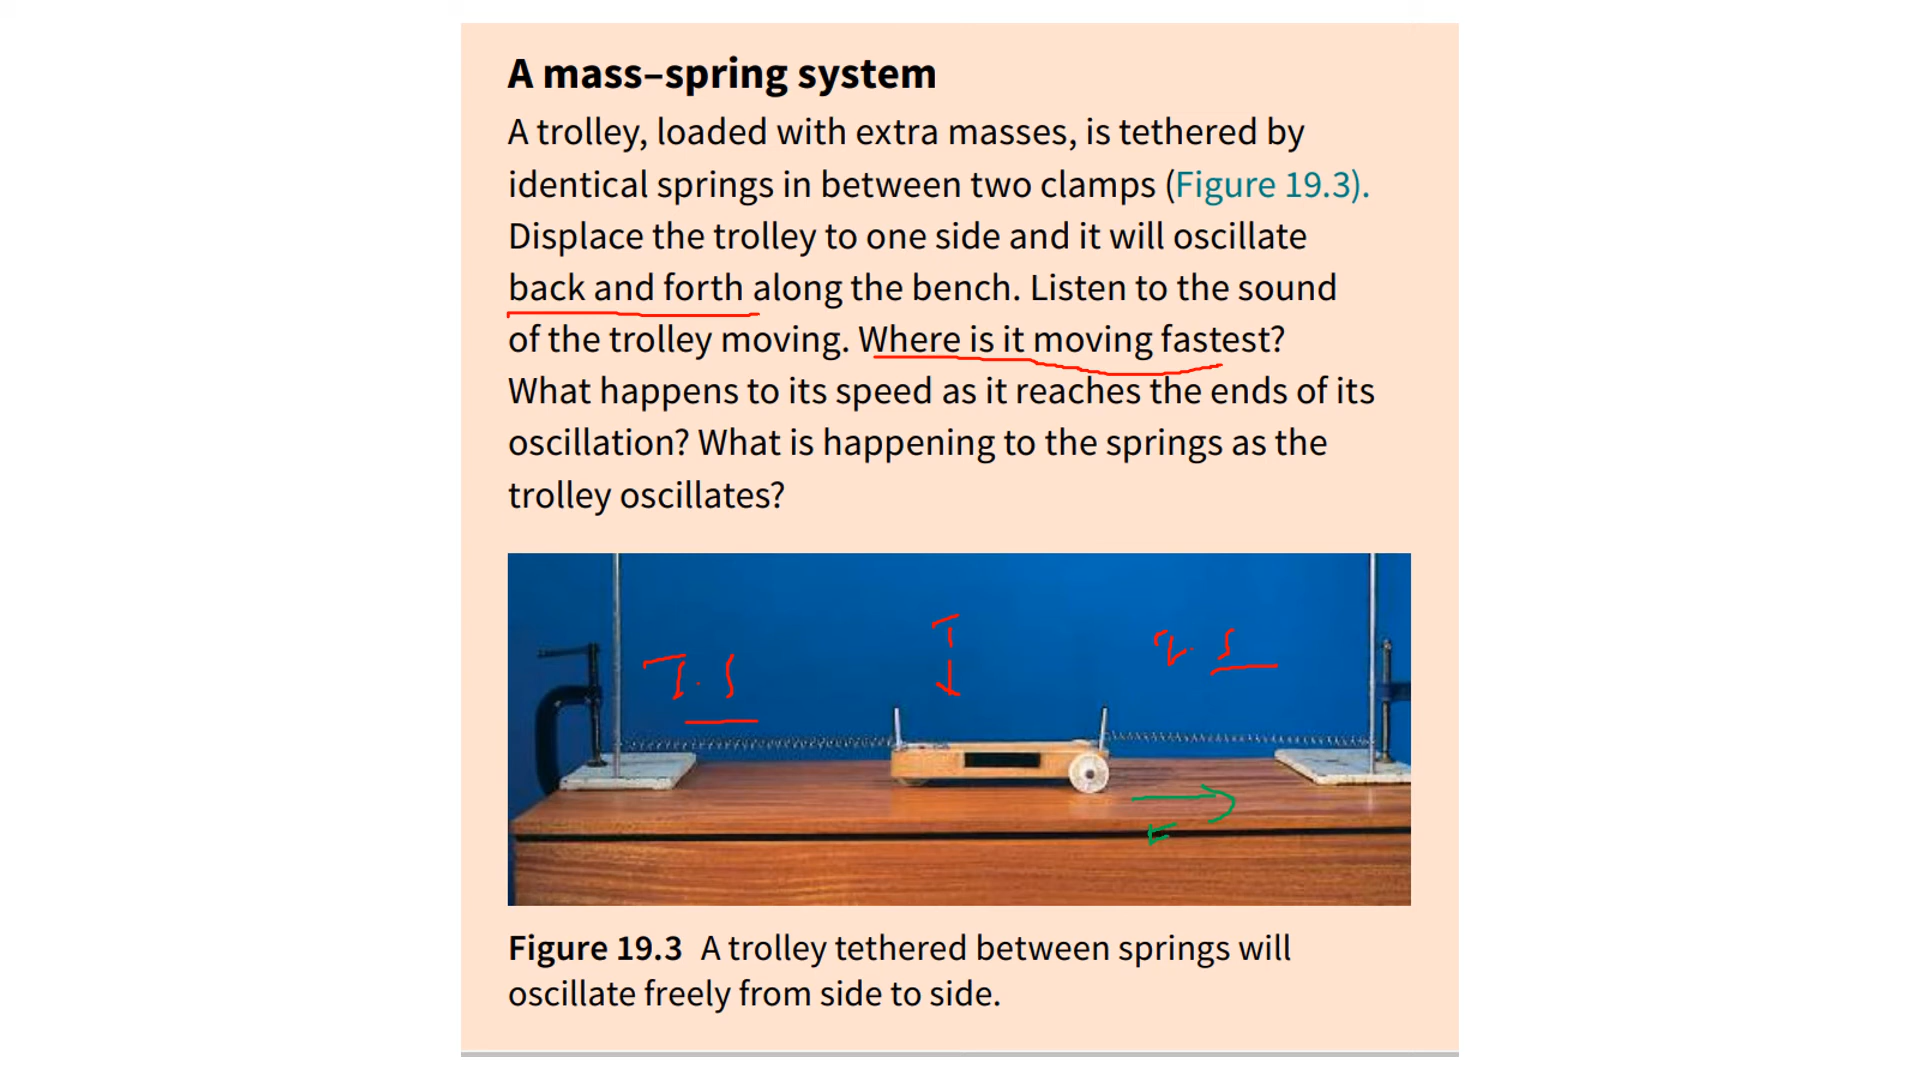 A mass–spring system
A trolley, loaded with extra masses, is tethered by
identical springs in between two clamps (Figure 19.3).
Displace the trolley to one side and it will oscillate
back and forth along the bench. Listen to the sound
of the trolley moving. Where is it moving fastest?
What happens to its speed as it reaches the ends of its
oscillation? What is happening to the springs as the
trolley oscillates?
Figure 19.3 A trolley tethered between springs will
oscillate freely from side to side.